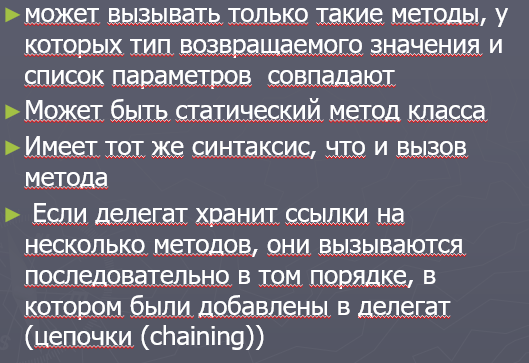 ►может вызывать только такие методы, у
которых тип возвращаемого значения и
список параметров  совпадают
►Может быть статический метод класса
►Имеет тот же синтаксис, что и вызов
метода
► Если делегат хранит ссылки на
несколько методов, они вызываются
последовательно в том порядке, в
котором были добавлены в делегат
(цепочки (chaining))